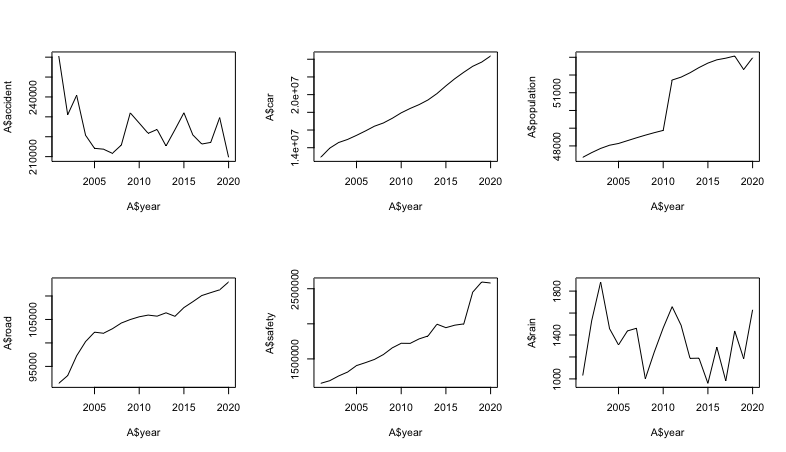 A$accident
210000 240000
2005 2010 2015 2020
A$year
A$car
1.4e+07 2.0e+07
2005 2010 2015 2020
A$year
A$population
48000 51000
2005 2010 2015 2020
A$year
A$road
95000 105000
2005 2010 2015 2020
A$year
A$safety
1500000 2500000
2005 2010 2015 2020
A$year
A$rain
1000 1400 1800
2005 2010 2015 2020
A$year